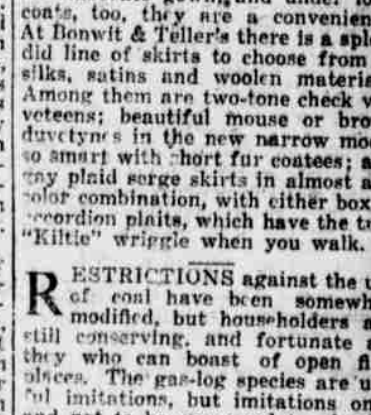 coats, too, they are a convenien
At Bonwit & Teller's there is a sple
did line of skirts to choose from
silks, satins and woolen materia
Among them are two-tone check v
veteens; beautiful mouse or bro
duvetynes in the new narrow mod
so smart with short fur coatees; a
gay plaid serge skirts in almost a
color combination, with either box
accordion plaits, which have the tr
"Kiltie" wriggle when you walk.
RESTRICTIONS against the u
of coal have been somewh
modified, but householders a
still conserving, and fortunate a
they who can boast of open fi
places. The gas-log species are u
ful imitations, but imitations on